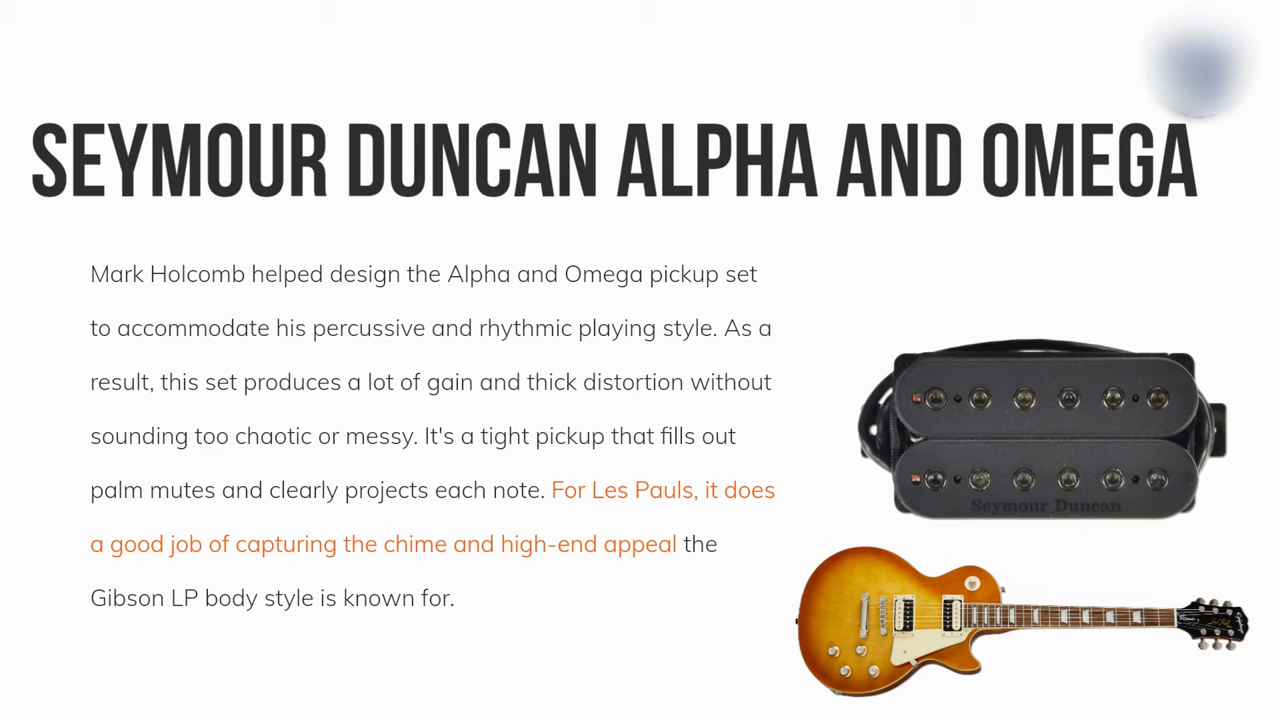 SEYMOUR DUNCAN ALPHA AND OMEGA
Mark Holcomb helped design the Alpha and Omega pickup set
to accommodate his percussive and rhythmic playing style. As a
result, this set produces a lot of gain and thick distortion without
sounding too chaotic or messy. It's a tight pickup that fills out
palm mutes and clearly projects each note. For Les Pauls, it does
a good job of capturing the chime and high-end appeal the
Gibson LP body style is known for.
Seymour Duncan